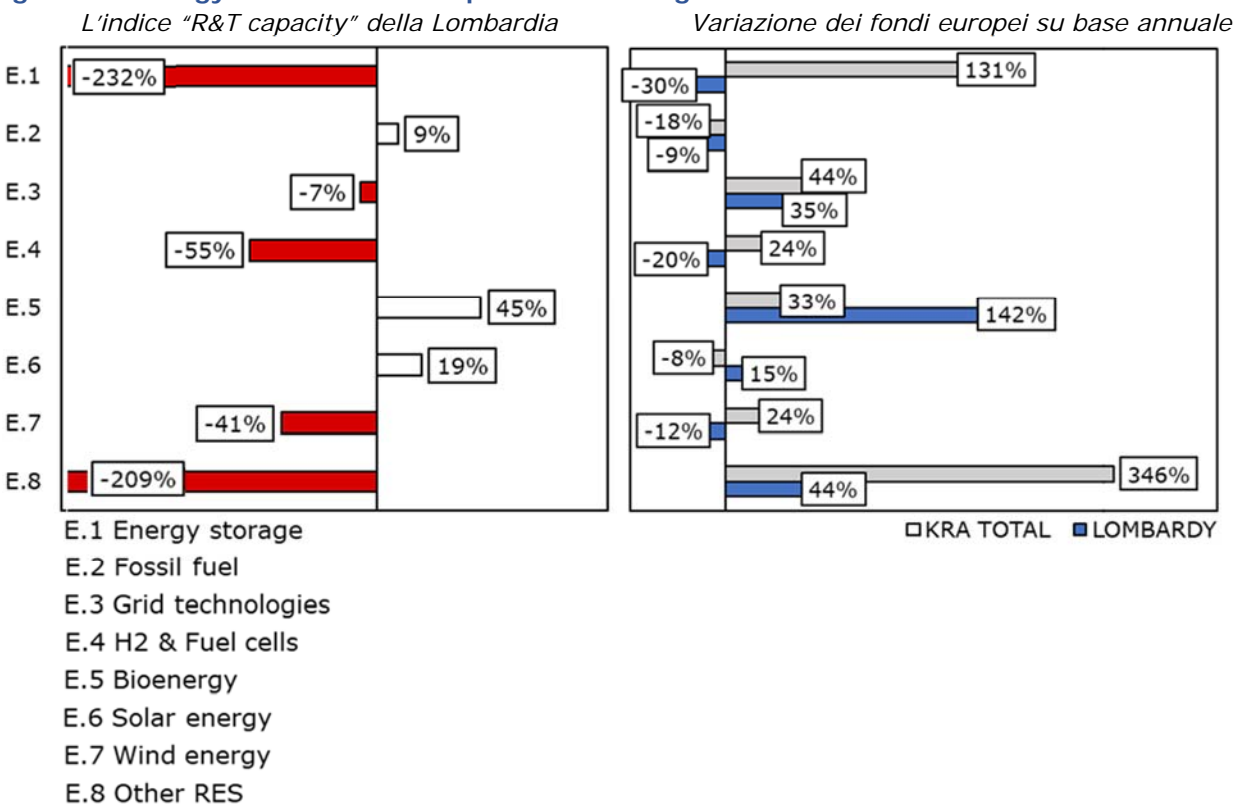 L'indice "R&T capacity" della Lombardia
Variazione dei fondi europei su base annuale
E.1 -232% -30% 131%
E.2 9% -18% -9%
E.3 -7% 44% 35%
E.4 -55% -20% 24%
E.5 45% 33% 142%
E.6 19% -8% 15%
E.7 -41% -12% 24%
E.8 -209% 44% 346%
KRA TOTAL LOMBARDY
E.1 Energy storage
E.2 Fossil fuel
E.3 Grid technologies
E.4 H2 & Fuel cells
E.5 Bioenergy
E.6 Solar energy
E.7 Wind energy
E.8 Other RES